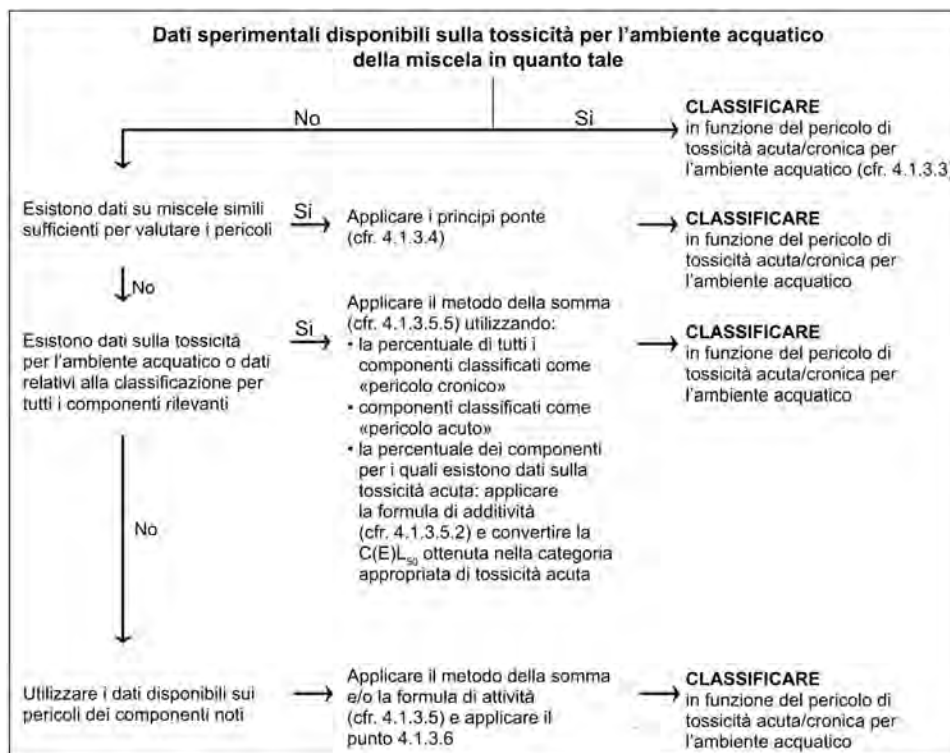 Dati sperimentali disponibili sulla tossicità per l'ambiente acquatico
della miscela in quanto tale
No
Si
CLASSIFICARE
in funzione del pericolo di
tossicità acuta/cronica per
l'ambiente acquatico (cfr. 4.1.3.3)
Esistono dati su miscele simili
sufficienti per valutare i pericoli
Si
Applicare i principi ponte
(cfr. 4.1.3.4)
CLASSIFICARE
in funzione del pericolo di
tossicità acuta/cronica per
l'ambiente acquatico
No
Esistono dati sulla tossicità
per l'ambiente acquatico o dati
relativi alla classificazione per
tutti i componenti rilevanti
Si
Applicare il metodo della somma
(cfr. 4.1.3.5.5) utilizzando:
• la percentuale di tutti i
componenti classificati come
«pericolo cronico»
• componenti classificati come
«pericolo acuto»
• la percentuale dei componenti
per i quali esistono dati sulla
tossicità acuta: applicare
la formula di additività
(cfr. 4.1.3.5.2) e convertire la
C(E)L50 ottenuta nella categoria
appropriata di tossicità acuta
CLASSIFICARE
in funzione del pericolo di
tossicità acuta/cronica per
l'ambiente acquatico
No
Utilizzare i dati disponibili sui
pericoli dei componenti noti
Applicare il metodo della somma
e/o la formula di attività
(cfr. 4.1.3.5) e applicare il
punto 4.1.3.6
CLASSIFICARE
in funzione del pericolo di
tossicità acuta/cronica per
l'ambiente acquatico